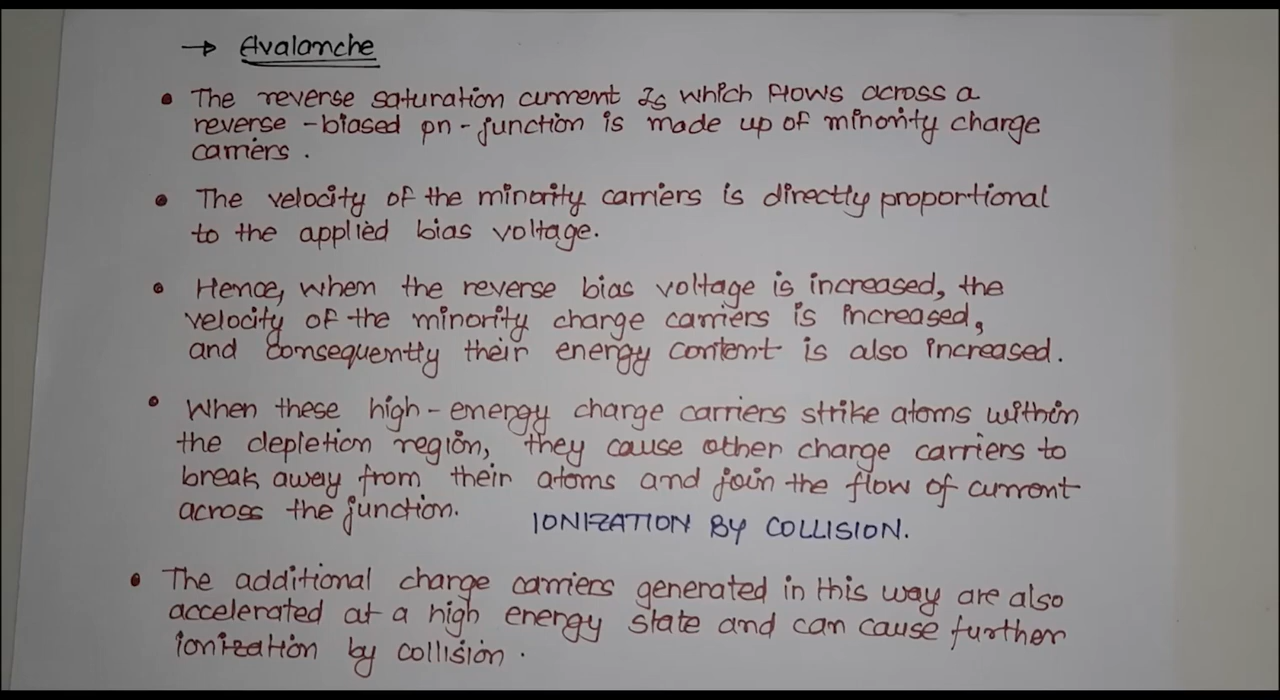 → Avalanche
• The reverse saturation current Is which flows across a
reverse-biased pn-junction is made up of minority charge
carriers.
• The velocity of the minority carriers is directly proportional
to the applied bias voltage.
• Hence, when the reverse bias voltage is increased, the
velocity of the minority charge carriers is increased,
and consequently their energy content is also increased.
• When these high-energy charge carriers strike atoms within
the depletion region, they cause other charge carriers to
break away from their atoms and join the flow of current
across the junction.
IONIZATION BY COLLISION.
• The additional charge carriers generated in this way are also
accelerated at a high energy state and can cause further
ionization by collision.